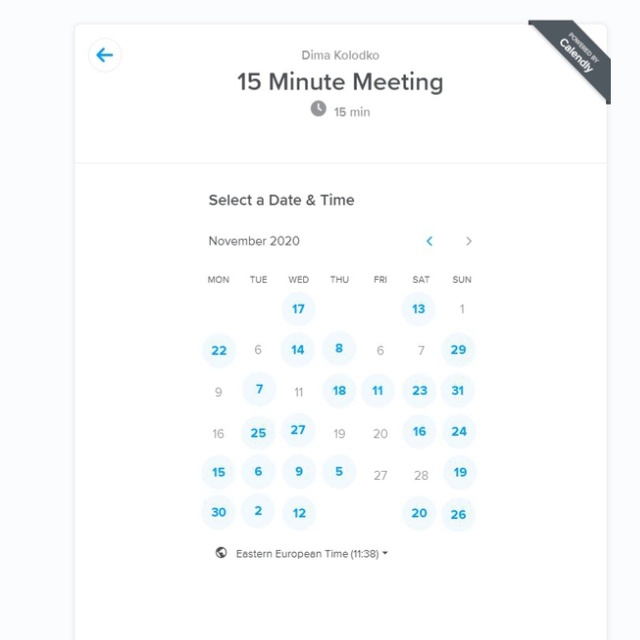 POWERED BY
Calendly
Dima Kolodko
15 Minute Meeting
15 min
Select a Date & Time
November 2020
MON TUE WED THU FRI SAT SUN
17 13 1
22 6 14 8 6 7 29
9 7 11 18 11 23 31
16 25 27 19 20 16 24
15 6 9 5 27 28 19
30 2 12 20 26
Eastern European Time (11:38)